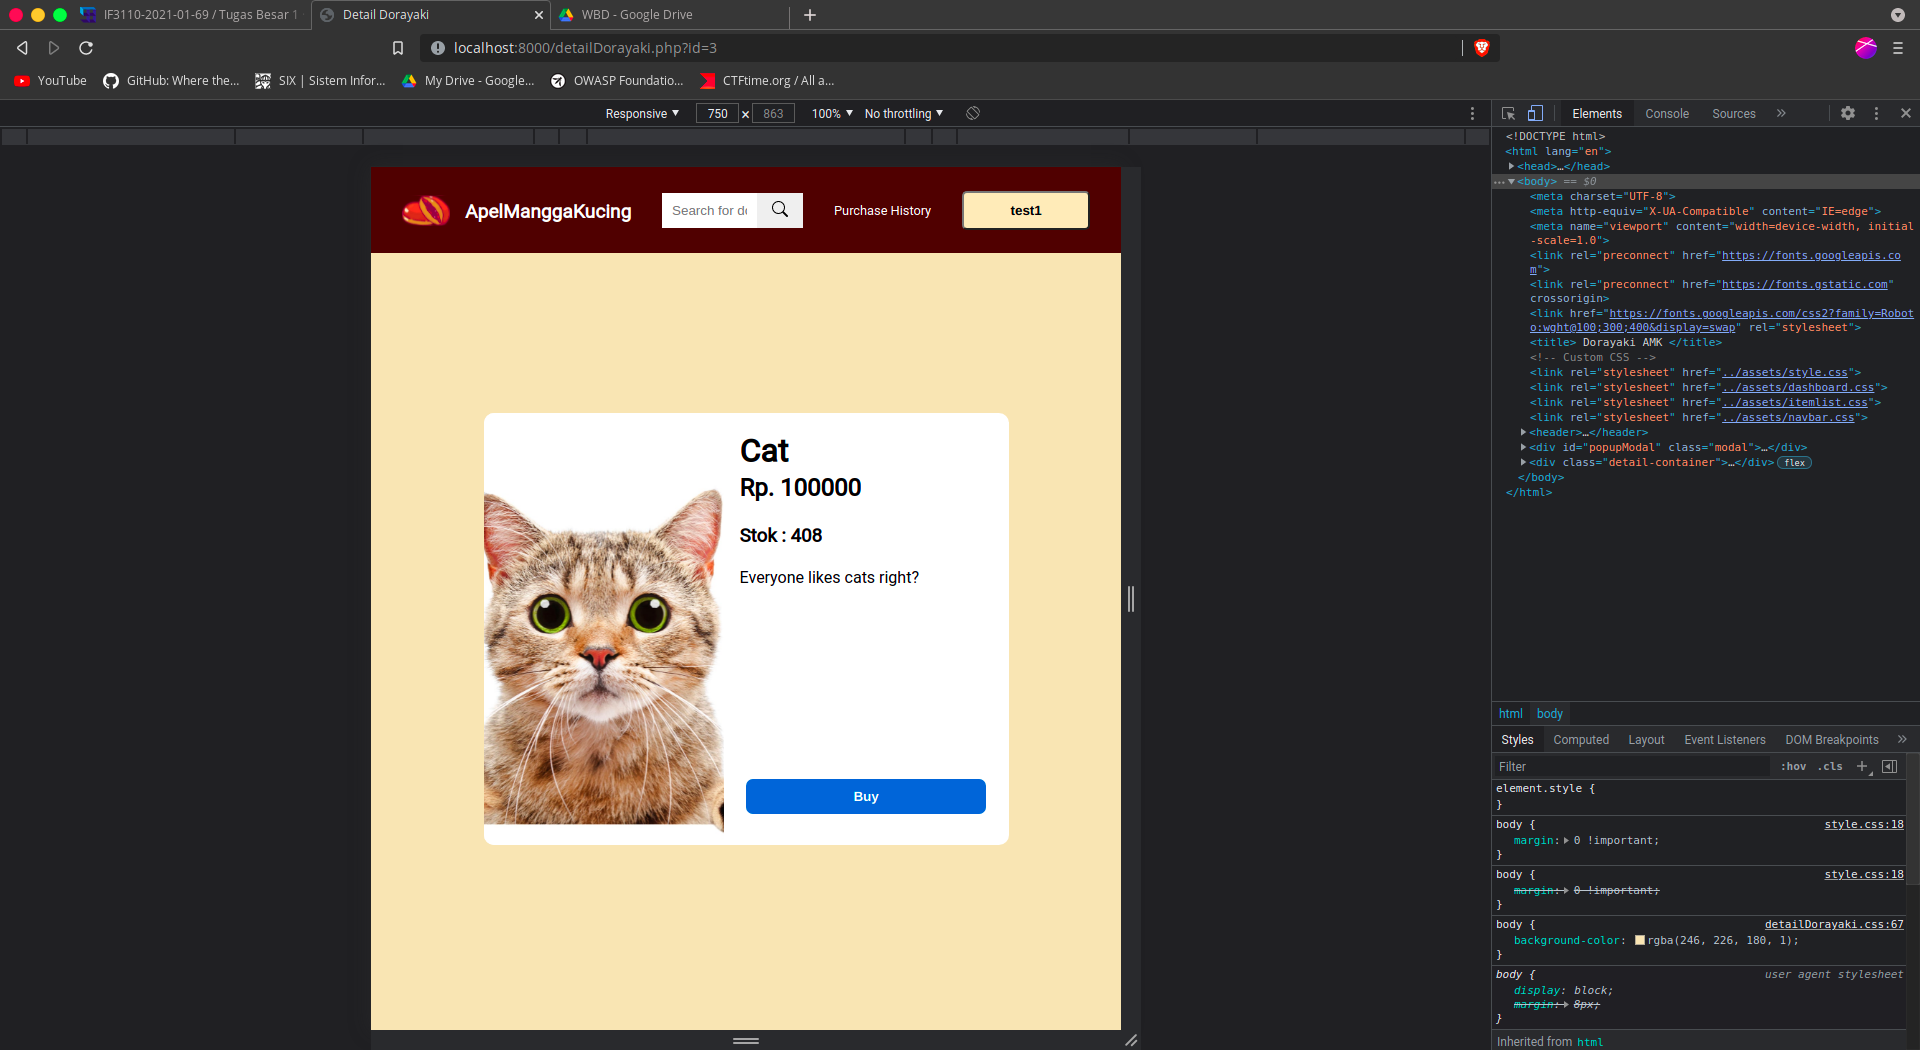 IF3110-2021-01-69 / Tugas Besar 1
Detail Dorayaki
WBD - Google Drive
localhost:8000/detailDorayaki.php?id=3
YouTube
GitHub: Where the...
SIX | Sistem Infor...
My Drive - Google...
OWASP Foundatio...
CTFtime.org / All a...
Responsive
750 × 863
100%
No throttling
Elements
Console
Sources
ApelManggaKucing
Search for do
Purchase History
test1
Cat
Rp. 100000
Stok : 408
Everyone likes cats right?
Buy
<!DOCTYPE html>
<html lang="en">
<head>…</head>
<body> == $0
<meta charset="UTF-8">
<meta http-equiv="X-UA-Compatible" content="IE=edge">
<meta name="viewport" content="width=device-width, initial
-scale=1.0">
<link rel="preconnect" href="https://fonts.googleapis.co
m">
<link rel="preconnect" href="https://fonts.gstatic.com"
crossorigin>
<link href="https://fonts.googleapis.com/css2?family=Robot
o:wght@100;300;400&display=swap" rel="stylesheet">
<title> Dorayaki AMK </title>
<!-- Custom CSS -->
<link rel="stylesheet" href="../assets/style.css">
<link rel="stylesheet" href="../assets/dashboard.css">
<link rel="stylesheet" href="../assets/itemlist.css">
<link rel="stylesheet" href="../assets/navbar.css">
<header>…</header>
<div id="popupModal" class="modal">…</div>
<div class="detail-container">…</div> flex
</body>
</html>
html body
Styles
Computed
Layout
Event Listeners
DOM Breakpoints
Filter
:hov .cls
element.style {
}
body {
style.css:18
margin: 0 !important;
}
body {
style.css:18
margin: 0 !important;
}
body {
detailDorayaki.css:67
background-color: rgba(246, 226, 180, 1);
}
body {
user agent stylesheet
display: block;
margin: 8px;
}
Inherited from html